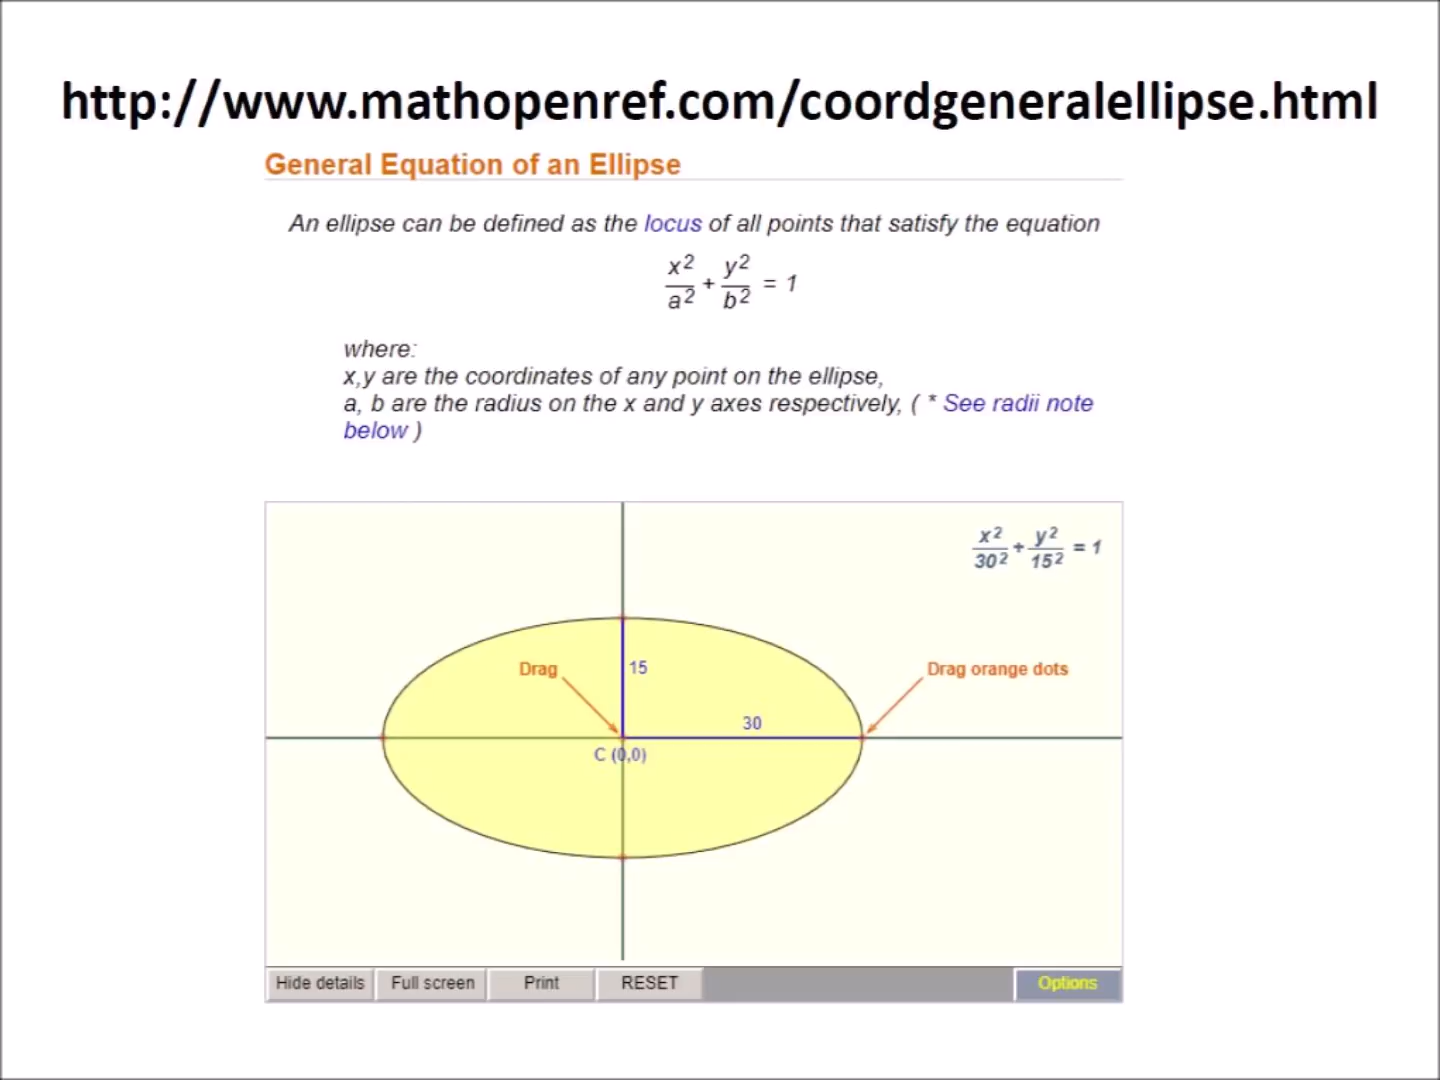 http://www.mathopenref.com/coordgeneralellipse.html
General Equation of an Ellipse
An ellipse can be defined as the locus of all points that satisfy the equation
x²/a² + y²/b² = 1
where:
x,y are the coordinates of any point on the ellipse,
a, b are the radius on the x and y axes respectively, ( * See radii note
below )
x²/30² + y²/15² = 1
Drag
15
Drag orange dots
30
C (0,0)
Hide details
Full screen
Print
RESET
Options